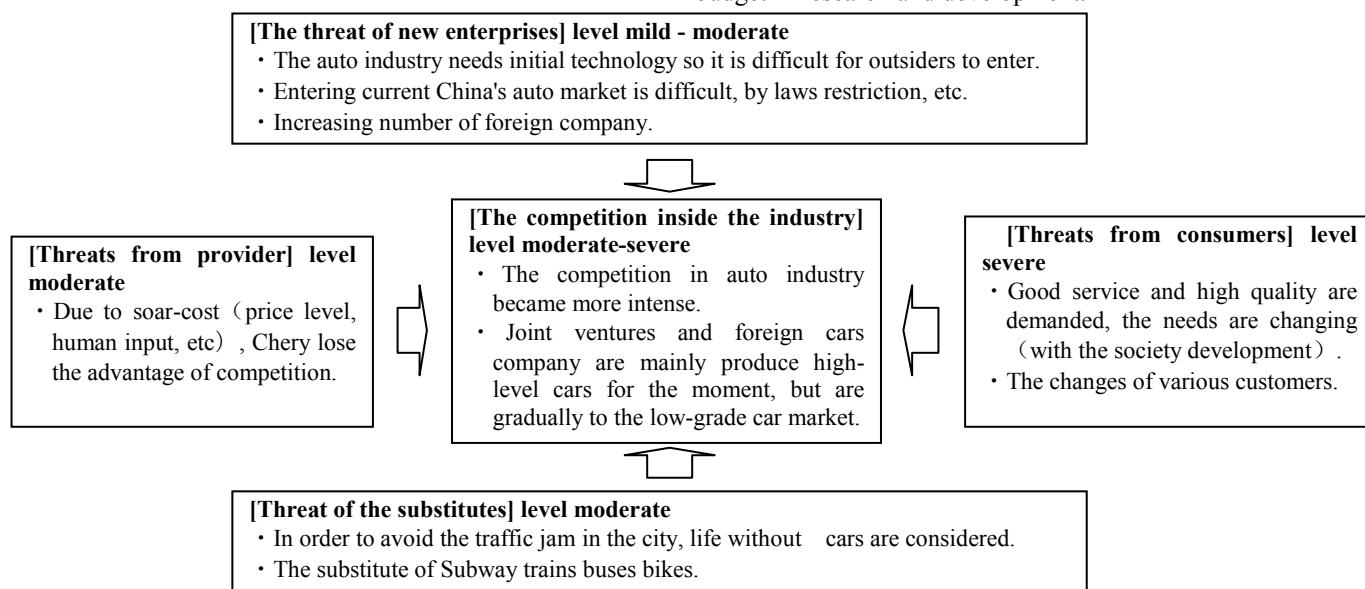 [The threat of new enterprises] level mild - moderate
・The auto industry needs initial technology so it is difficult for outsiders to enter.
・Entering current China's auto market is difficult, by laws restriction, etc.
・Increasing number of foreign company.
[Threats from provider] level
moderate
・Due to soar-cost（price level,
human input, etc）, Chery lose
the advantage of competition.
[The competition inside the industry]
level moderate-severe
・ The competition in auto industry
became more intense.
・ Joint ventures and foreign cars
company are mainly produce high-
level cars for the moment, but are
gradually to the low-grade car market.
[Threats from consumers] level
severe
・Good service and high quality are
demanded, the needs are changing
（with the society development）.
・The changes of various customers.
[Threat of the substitutes] level moderate
・In order to avoid the traffic jam in the city, life without cars are considered.
・The substitute of Subway trains buses bikes.